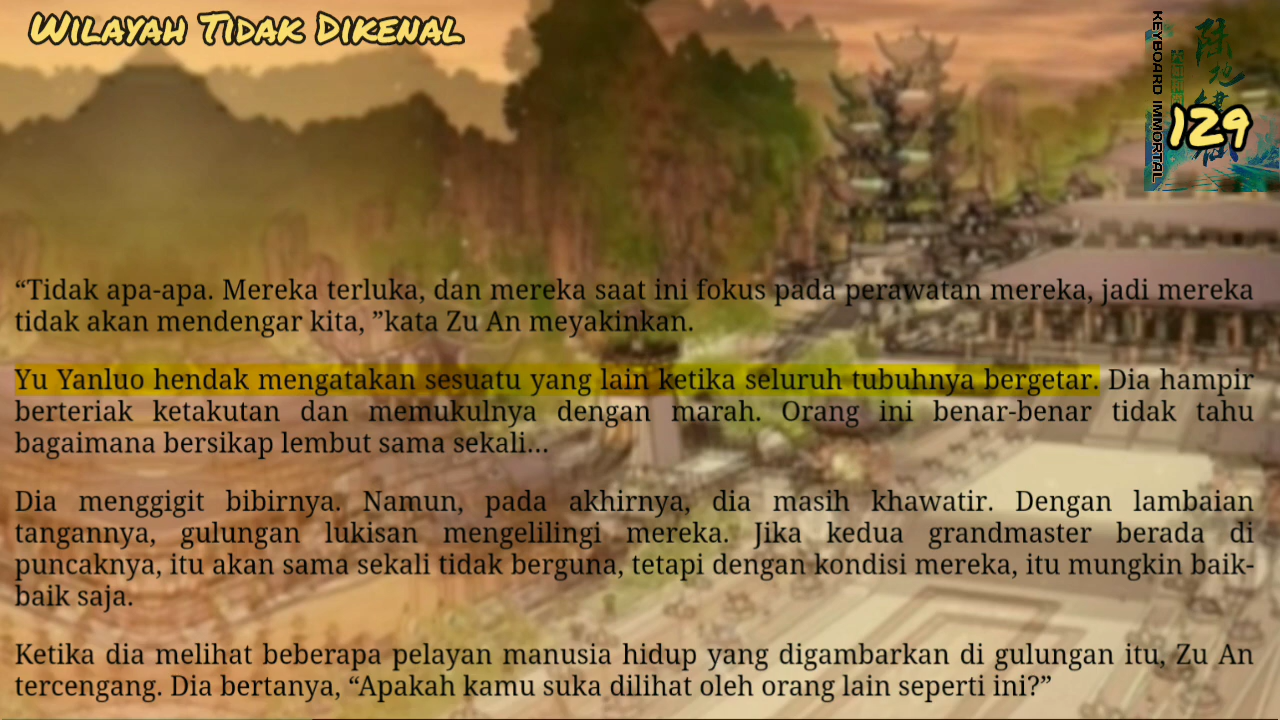 Wilayah Tidak Dikenal
KEYBOARD IMMORTAL
129
“Tidak apa-apa. Mereka terluka, dan mereka saat ini fokus pada perawatan mereka, jadi mereka
tidak akan mendengar kita, ”kata Zu An meyakinkan.
Yu Yanluo hendak mengatakan sesuatu yang lain ketika seluruh tubuhnya bergetar. Dia hampir
berteriak ketakutan dan memukulnya dengan marah. Orang ini benar-benar tidak tahu
bagaimana bersikap lembut sama sekali...
Dia menggigit bibirnya. Namun, pada akhirnya, dia masih khawatir. Dengan lambaian
tangannya, gulungan lukisan mengelilingi mereka. Jika kedua grandmaster berada di
puncaknya, itu akan sama sekali tidak berguna, tetapi dengan kondisi mereka, itu mungkin baik-
baik saja.
Ketika dia melihat beberapa pelayan manusia hidup yang digambarkan di gulungan itu, Zu An
tercengang. Dia bertanya, “Apakah kamu suka dilihat oleh orang lain seperti ini?”